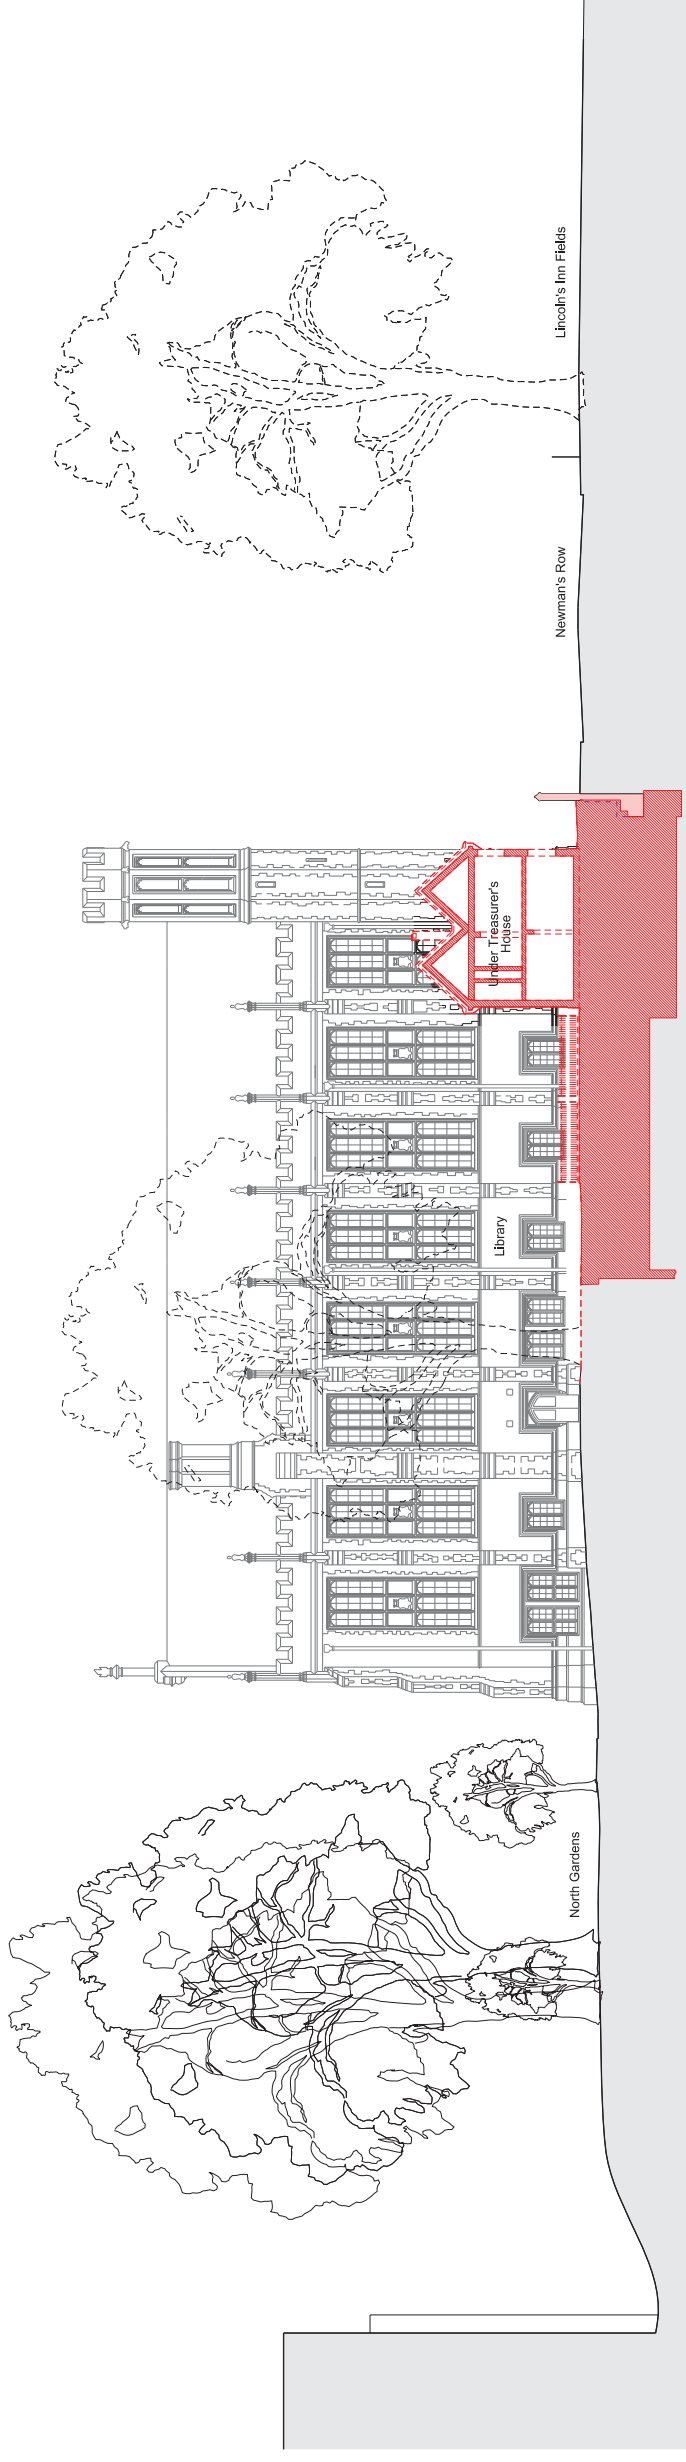 North Gardens
Library
Under Treasurer's
House
Newman's Row
Lincoln's Inn Fields